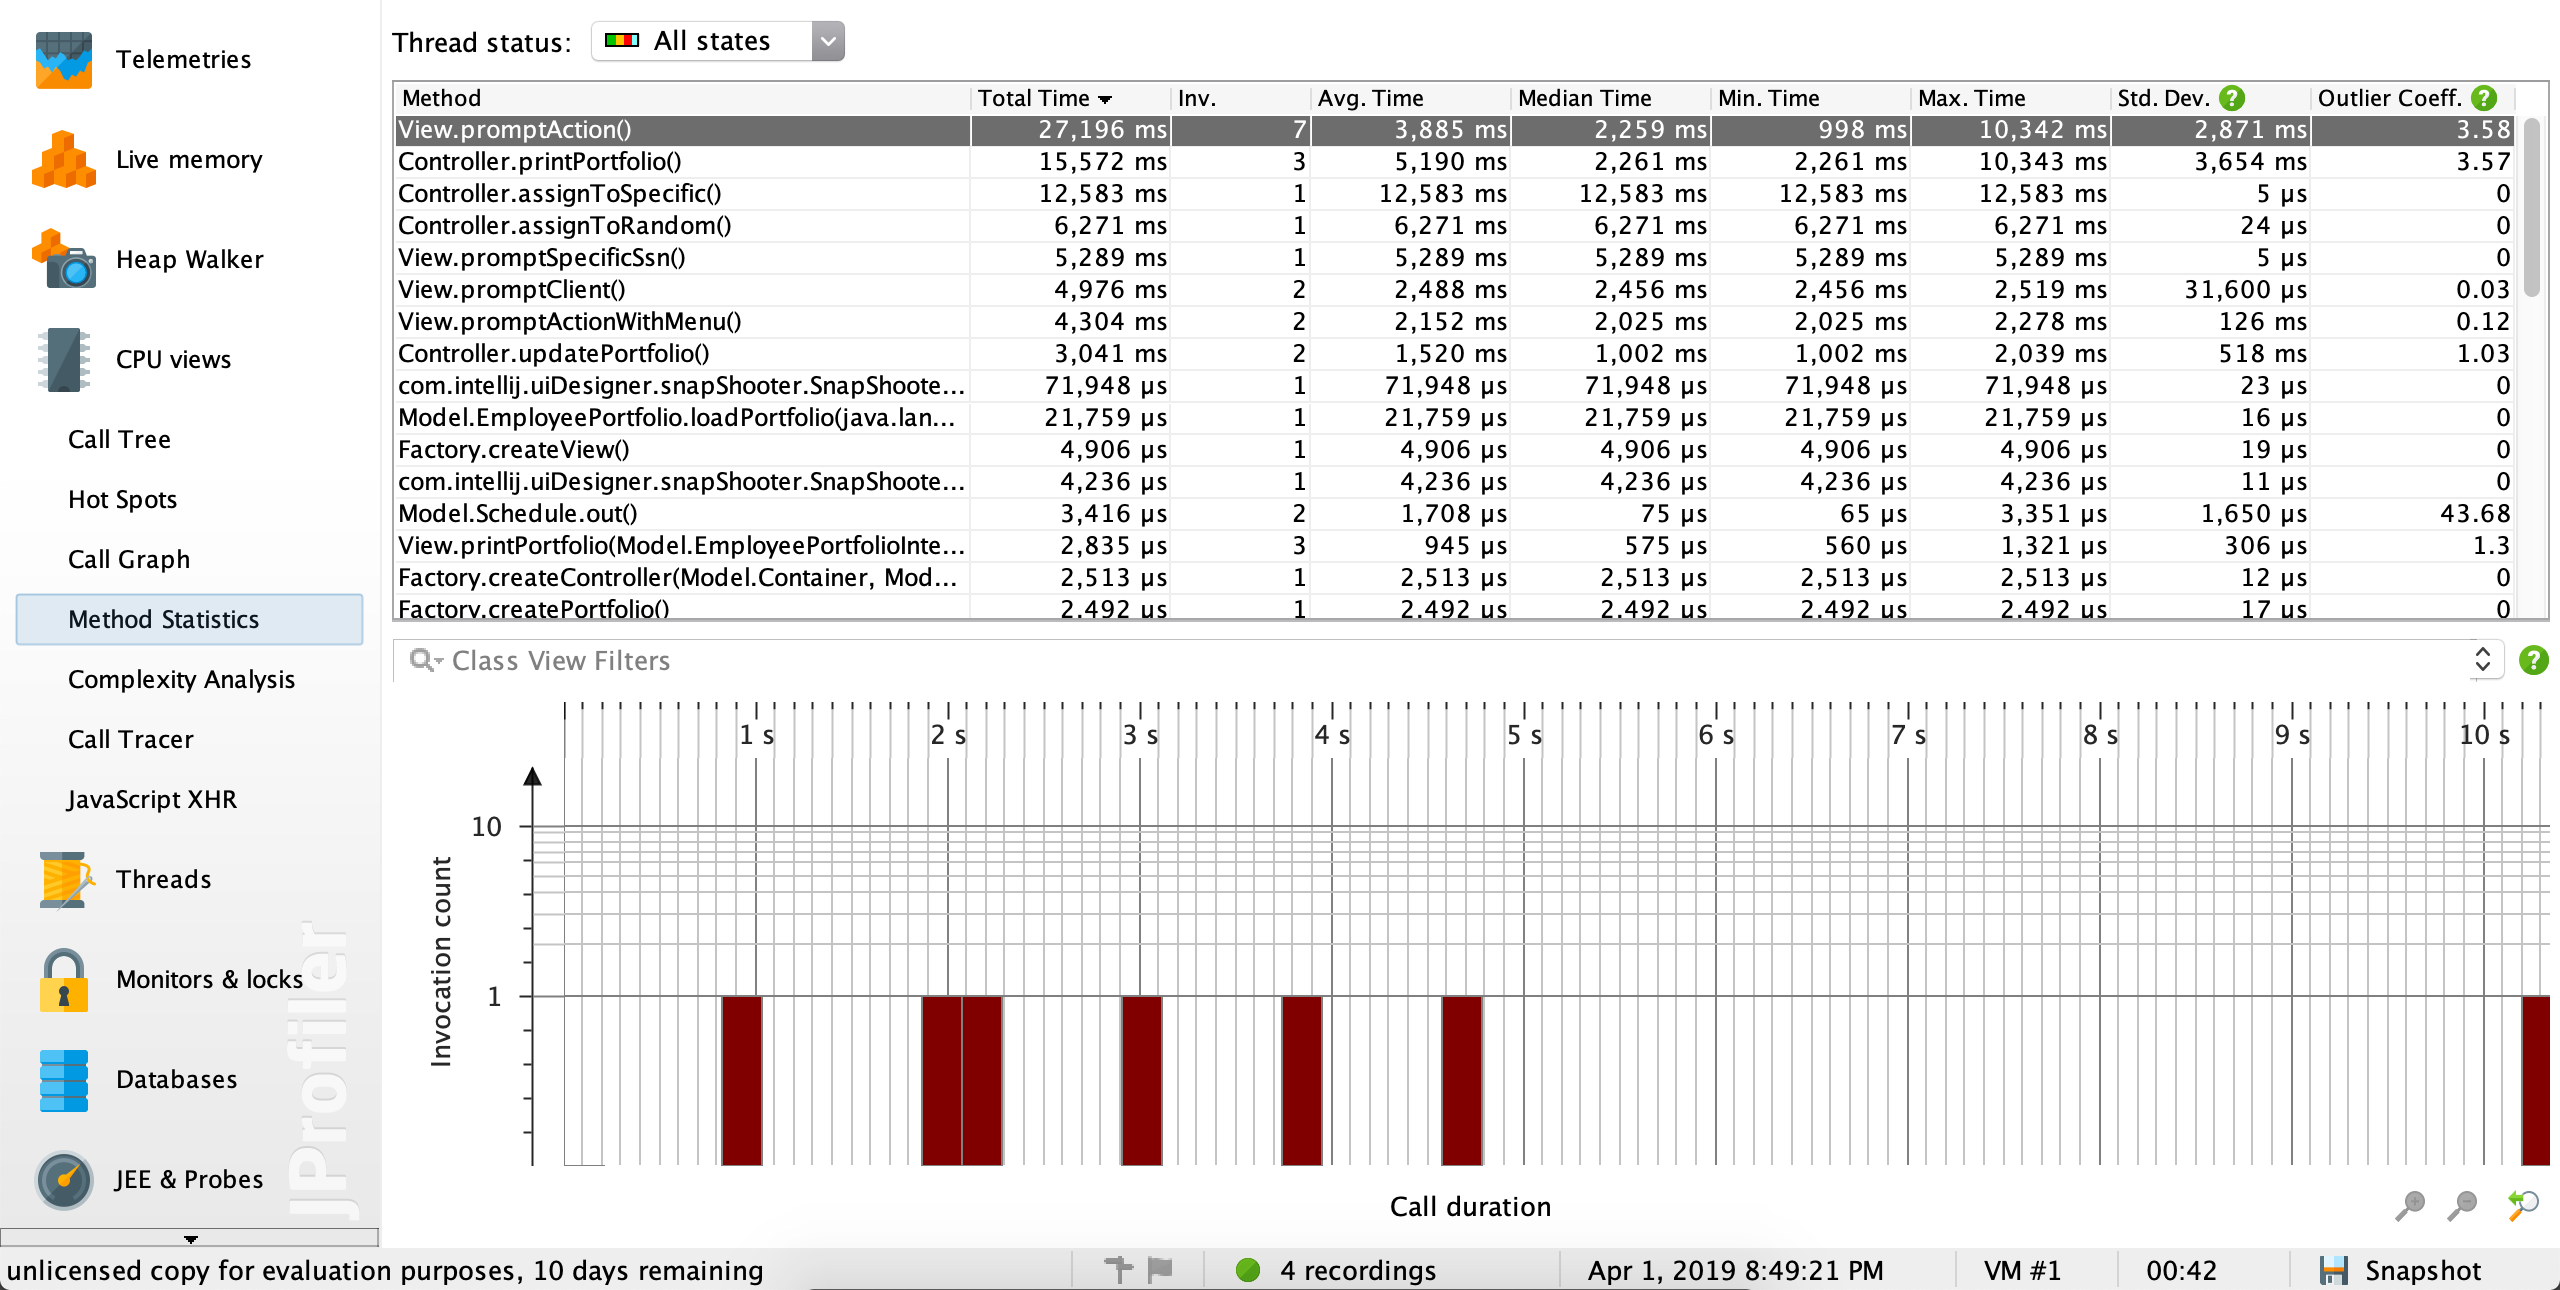 Telemetries
Live memory
Heap Walker
CPU views
Call Tree
Hot Spots
Call Graph
Method Statistics
Complexity Analysis
Call Tracer
JavaScript XHR
Threads
Monitors & locks
Databases
JEE & Probes
JProfiler
Thread status: All states
Method Total Time Inv. Avg. Time Median Time Min. Time Max. Time Std. Dev. ? Outlier Coeff. ?
View.promptAction() 27,196 ms 7 3,885 ms 2,259 ms 998 ms 10,342 ms 2,871 ms 3.58
Controller.printPortfolio() 15,572 ms 3 5,190 ms 2,261 ms 2,261 ms 10,343 ms 3,654 ms 3.57
Controller.assignToSpecific() 12,583 ms 1 12,583 ms 12,583 ms 12,583 ms 12,583 ms 5 µs 0
Controller.assignToRandom() 6,271 ms 1 6,271 ms 6,271 ms 6,271 ms 6,271 ms 24 µs 0
View.promptSpecificSsn() 5,289 ms 1 5,289 ms 5,289 ms 5,289 ms 5,289 ms 5 µs 0
View.promptClient() 4,976 ms 2 2,488 ms 2,456 ms 2,456 ms 2,519 ms 31,600 µs 0.03
View.promptActionWithMenu() 4,304 ms 2 2,152 ms 2,025 ms 2,025 ms 2,278 ms 126 ms 0.12
Controller.updatePortfolio() 3,041 ms 2 1,520 ms 1,002 ms 1,002 ms 2,039 ms 518 ms 1.03
com.intellij.uiDesigner.snapShooter.SnapShoote... 71,948 µs 1 71,948 µs 71,948 µs 71,948 µs 71,948 µs 23 µs 0
Model.EmployeePortfolio.loadPortfolio(java.lan... 21,759 µs 1 21,759 µs 21,759 µs 21,759 µs 21,759 µs 16 µs 0
Factory.createView() 4,906 µs 1 4,906 µs 4,906 µs 4,906 µs 4,906 µs 19 µs 0
com.intellij.uiDesigner.snapShooter.SnapShoote... 4,236 µs 1 4,236 µs 4,236 µs 4,236 µs 4,236 µs 11 µs 0
Model.Schedule.out() 3,416 µs 2 1,708 µs 75 µs 65 µs 3,351 µs 1,650 µs 43.68
View.printPortfolio(Model.EmployeePortfolioInte... 2,835 µs 3 945 µs 575 µs 560 µs 1,321 µs 306 µs 1.3
Factory.createController(Model.Container, Mod... 2,513 µs 1 2,513 µs 2,513 µs 2,513 µs 2,513 µs 12 µs 0
Factory.createPortfolio() 2,492 µs 1 2,492 µs 2,492 µs 2,492 µs 2,492 µs 17 µs 0
Class View Filters ?
1 s 2 s 3 s 4 s 5 s 6 s 7 s 8 s 9 s 10 s
10
1
Invocation count
Call duration
unlicensed copy for evaluation purposes, 10 days remaining 4 recordings Apr 1, 2019 8:49:21 PM VM #1 00:42 Snapshot